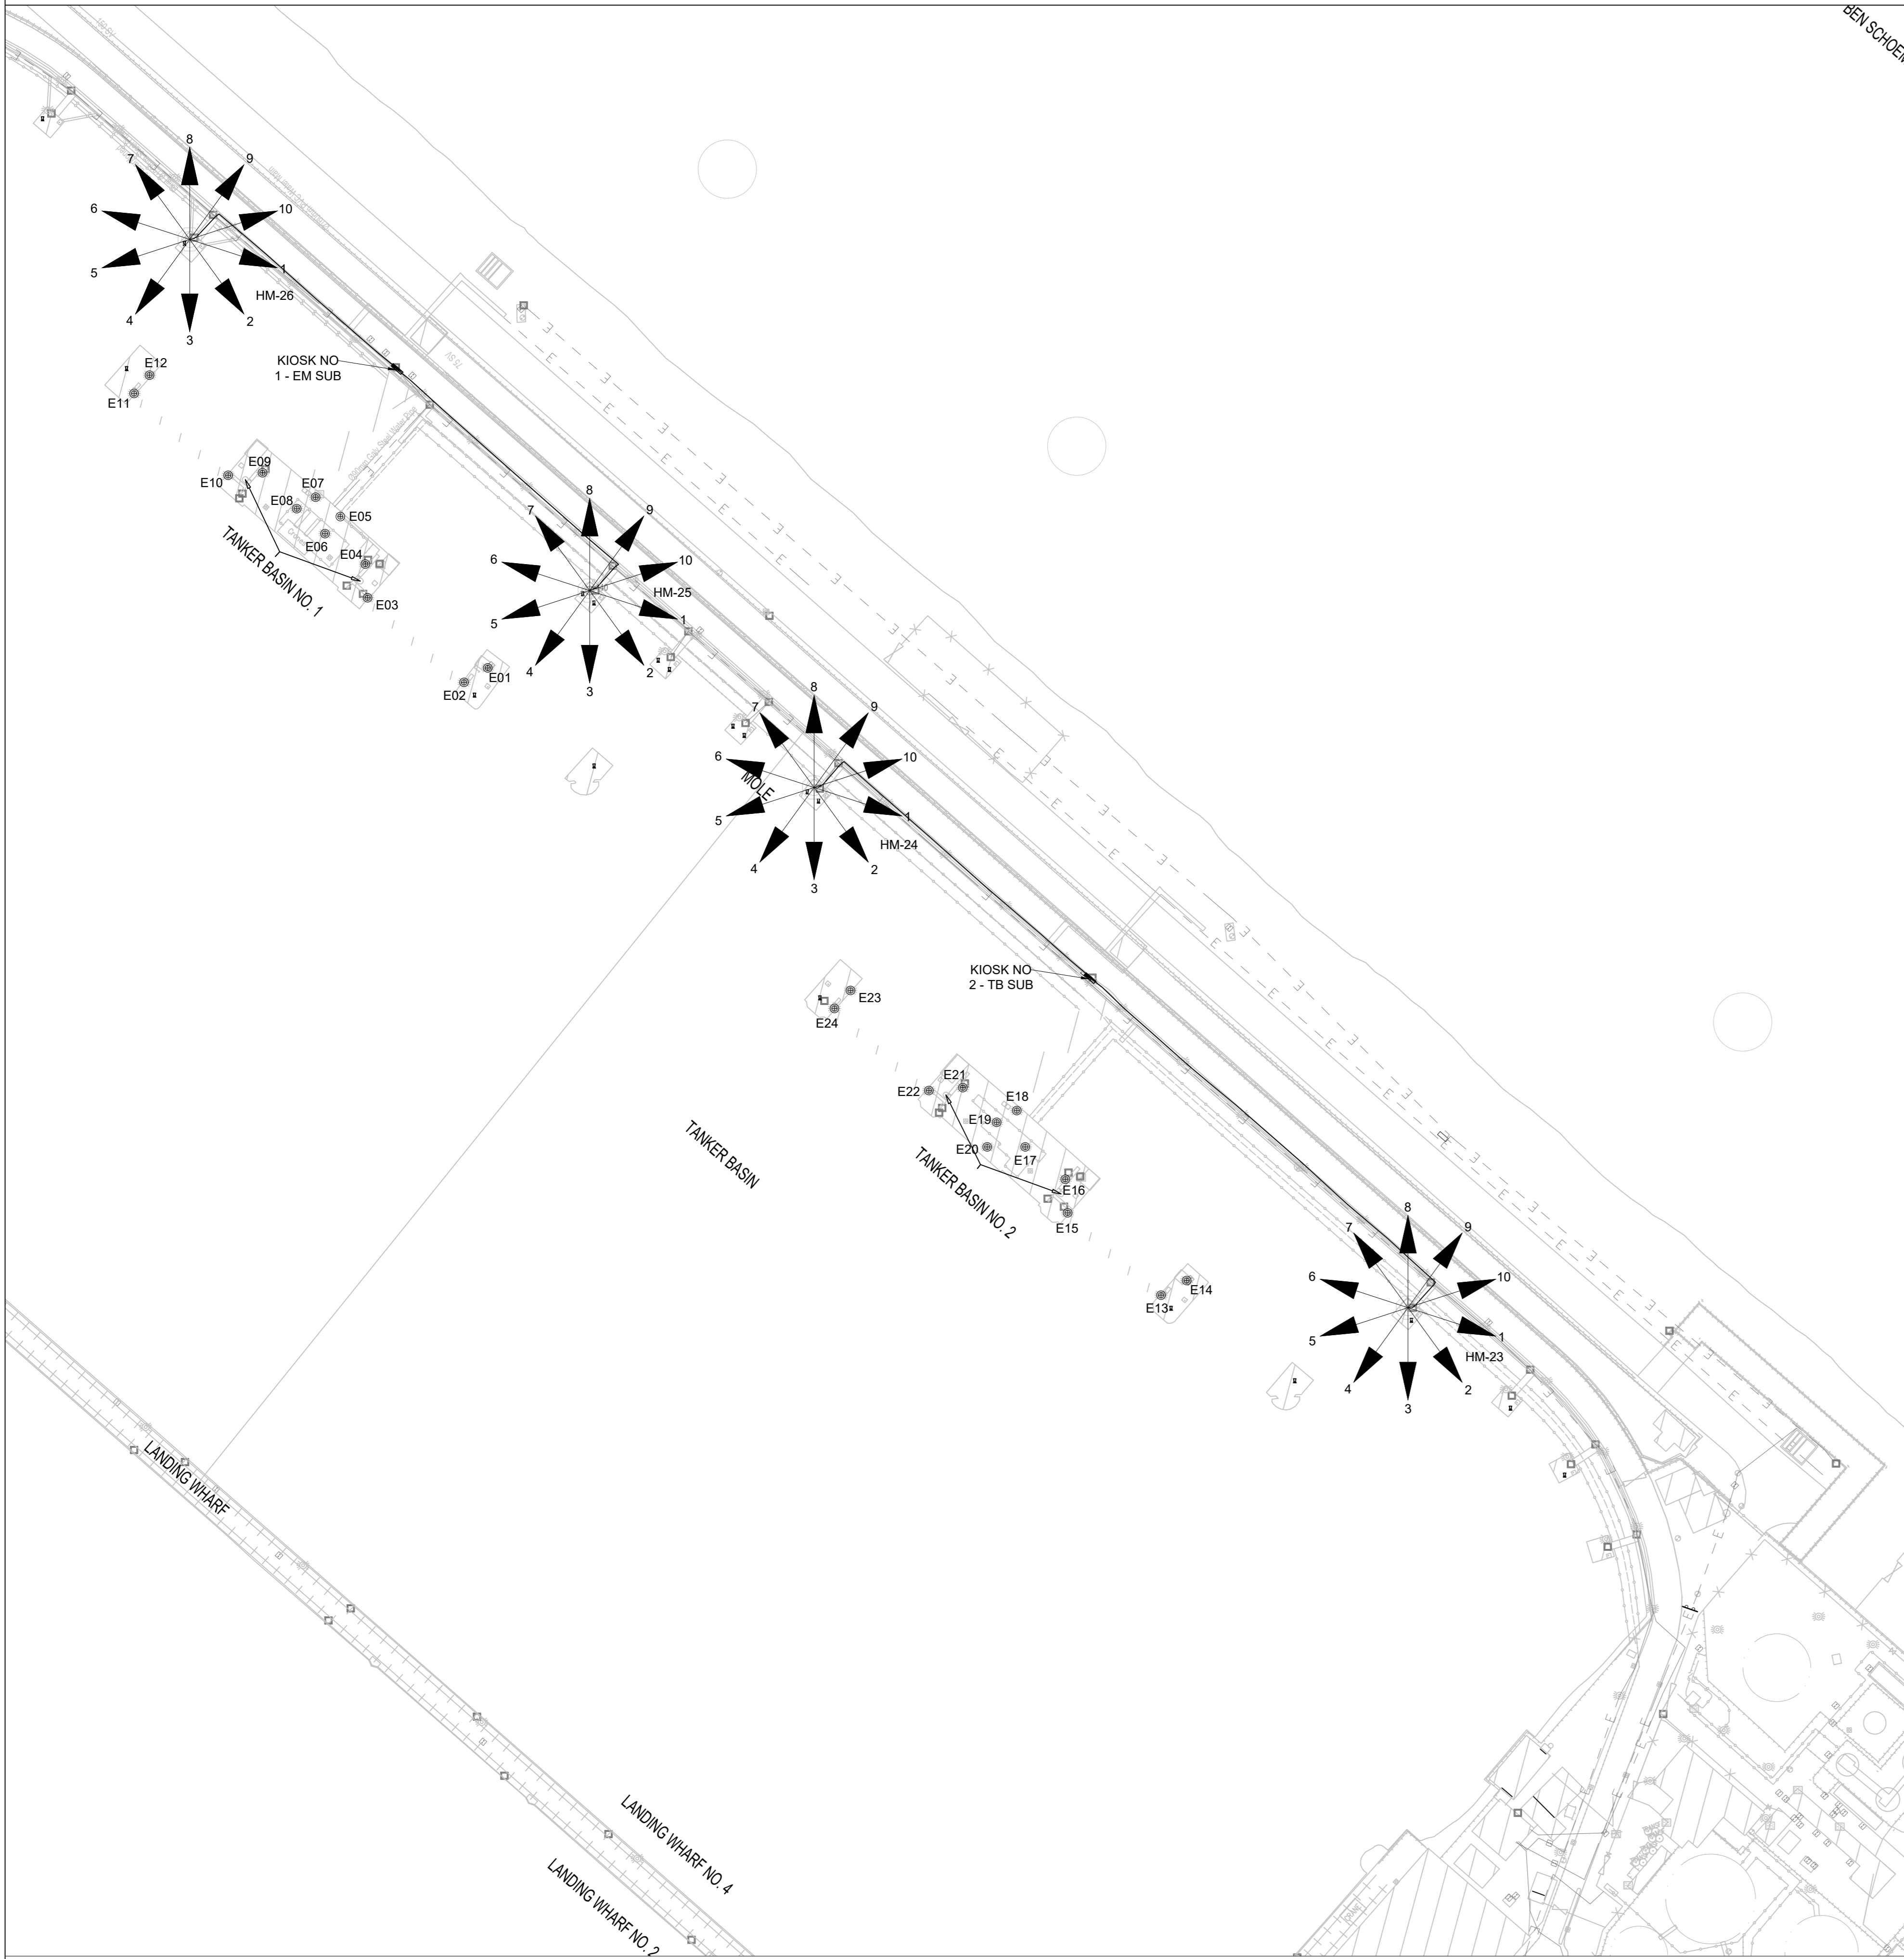 BEN SCHOEM
150 SV
8
7
9
6
10
5
1
4
2
3
HM-26
KIOSK NO
1 - EM SUB
75 SV
E12
E11
E09
E10
E07
E08
E05
E06
E04
E03
TANKER BASIN NO. 1
E01
E02
8
7
9
6
10
5
1
4
2
3
HM-25
8
7
9
6
10
5
1
4
2
3
HM-24
MOLE
KIOSK NO
2 - TB SUB
E23
E24
E21
E22
E18
E19
E20
E17
E16
E15
TANKER BASIN
TANKER BASIN NO. 2
E14
E13
8
7
9
6
10
5
1
4
2
3
HM-23
LANDING WHARF
LANDING WHARF NO. 4
LANDING WHARF NO. 2
CRANE